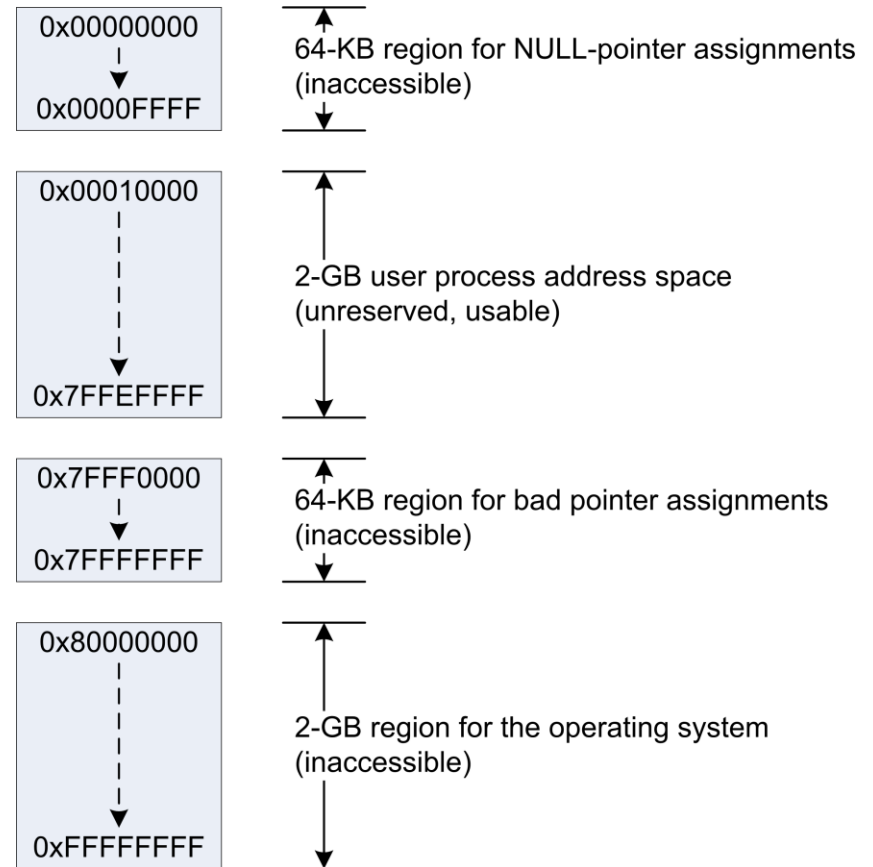 0x00000000
0x0000FFFF
64-KB region for NULL-pointer assignments
(inaccessible)
0x00010000
0x7FFEFFFF
2-GB user process address space
(unreserved, usable)
0x7FFF0000
0x7FFFFFFF
64-KB region for bad pointer assignments
(inaccessible)
0x80000000
0xFFFFFFFF
2-GB region for the operating system
(inaccessible)